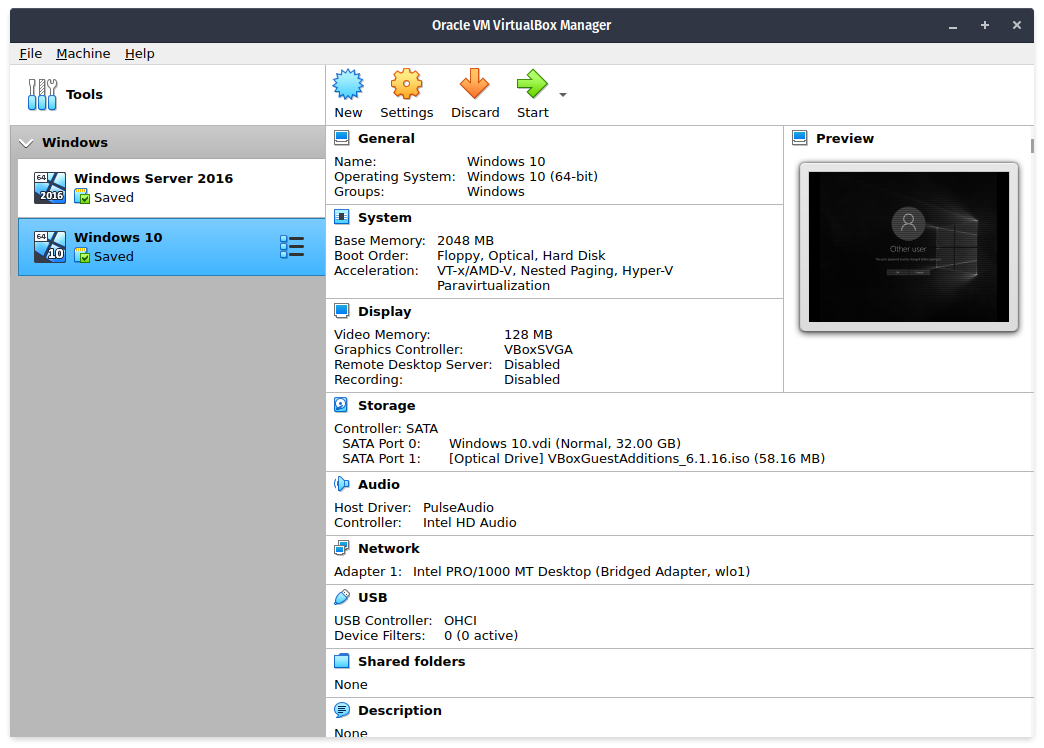 Oracle VM VirtualBox Manager
File Machine Help
Tools
New Settings Discard Start
Windows
64
2016
Windows Server 2016
Saved
64
10
Windows 10
Saved
General
Name: Windows 10
Operating System: Windows 10 (64-bit)
Groups: Windows
Preview
Other user
System
Base Memory: 2048 MB
Boot Order: Floppy, Optical, Hard Disk
Acceleration: VT-x/AMD-V, Nested Paging, Hyper-V
Paravirtualization
Display
Video Memory: 128 MB
Graphics Controller: VBoxSVGA
Remote Desktop Server: Disabled
Recording: Disabled
Storage
Controller: SATA
SATA Port 0: Windows 10.vdi (Normal, 32.00 GB)
SATA Port 1: [Optical Drive] VBoxGuestAdditions_6.1.16.iso (58.16 MB)
Audio
Host Driver: PulseAudio
Controller: Intel HD Audio
Network
Adapter 1: Intel PRO/1000 MT Desktop (Bridged Adapter, wlo1)
USB
USB Controller: OHCI
Device Filters: 0 (0 active)
Shared folders
None
Description
None